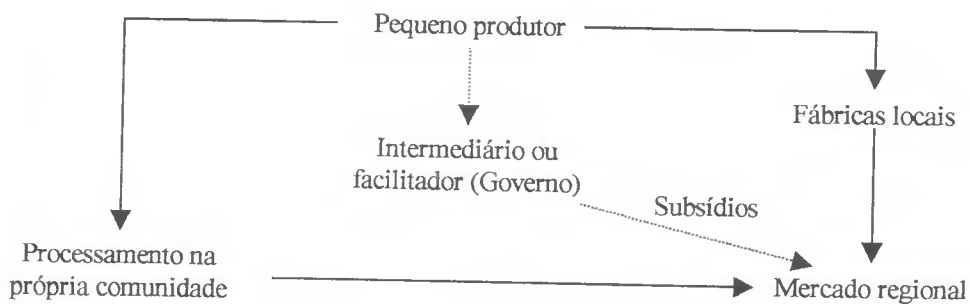 Pequeno produtor
Fábricas locais
Intermediário ou
facilitador (Governo)
Subsídios
Processamento na
própria comunidade
Mercado regional